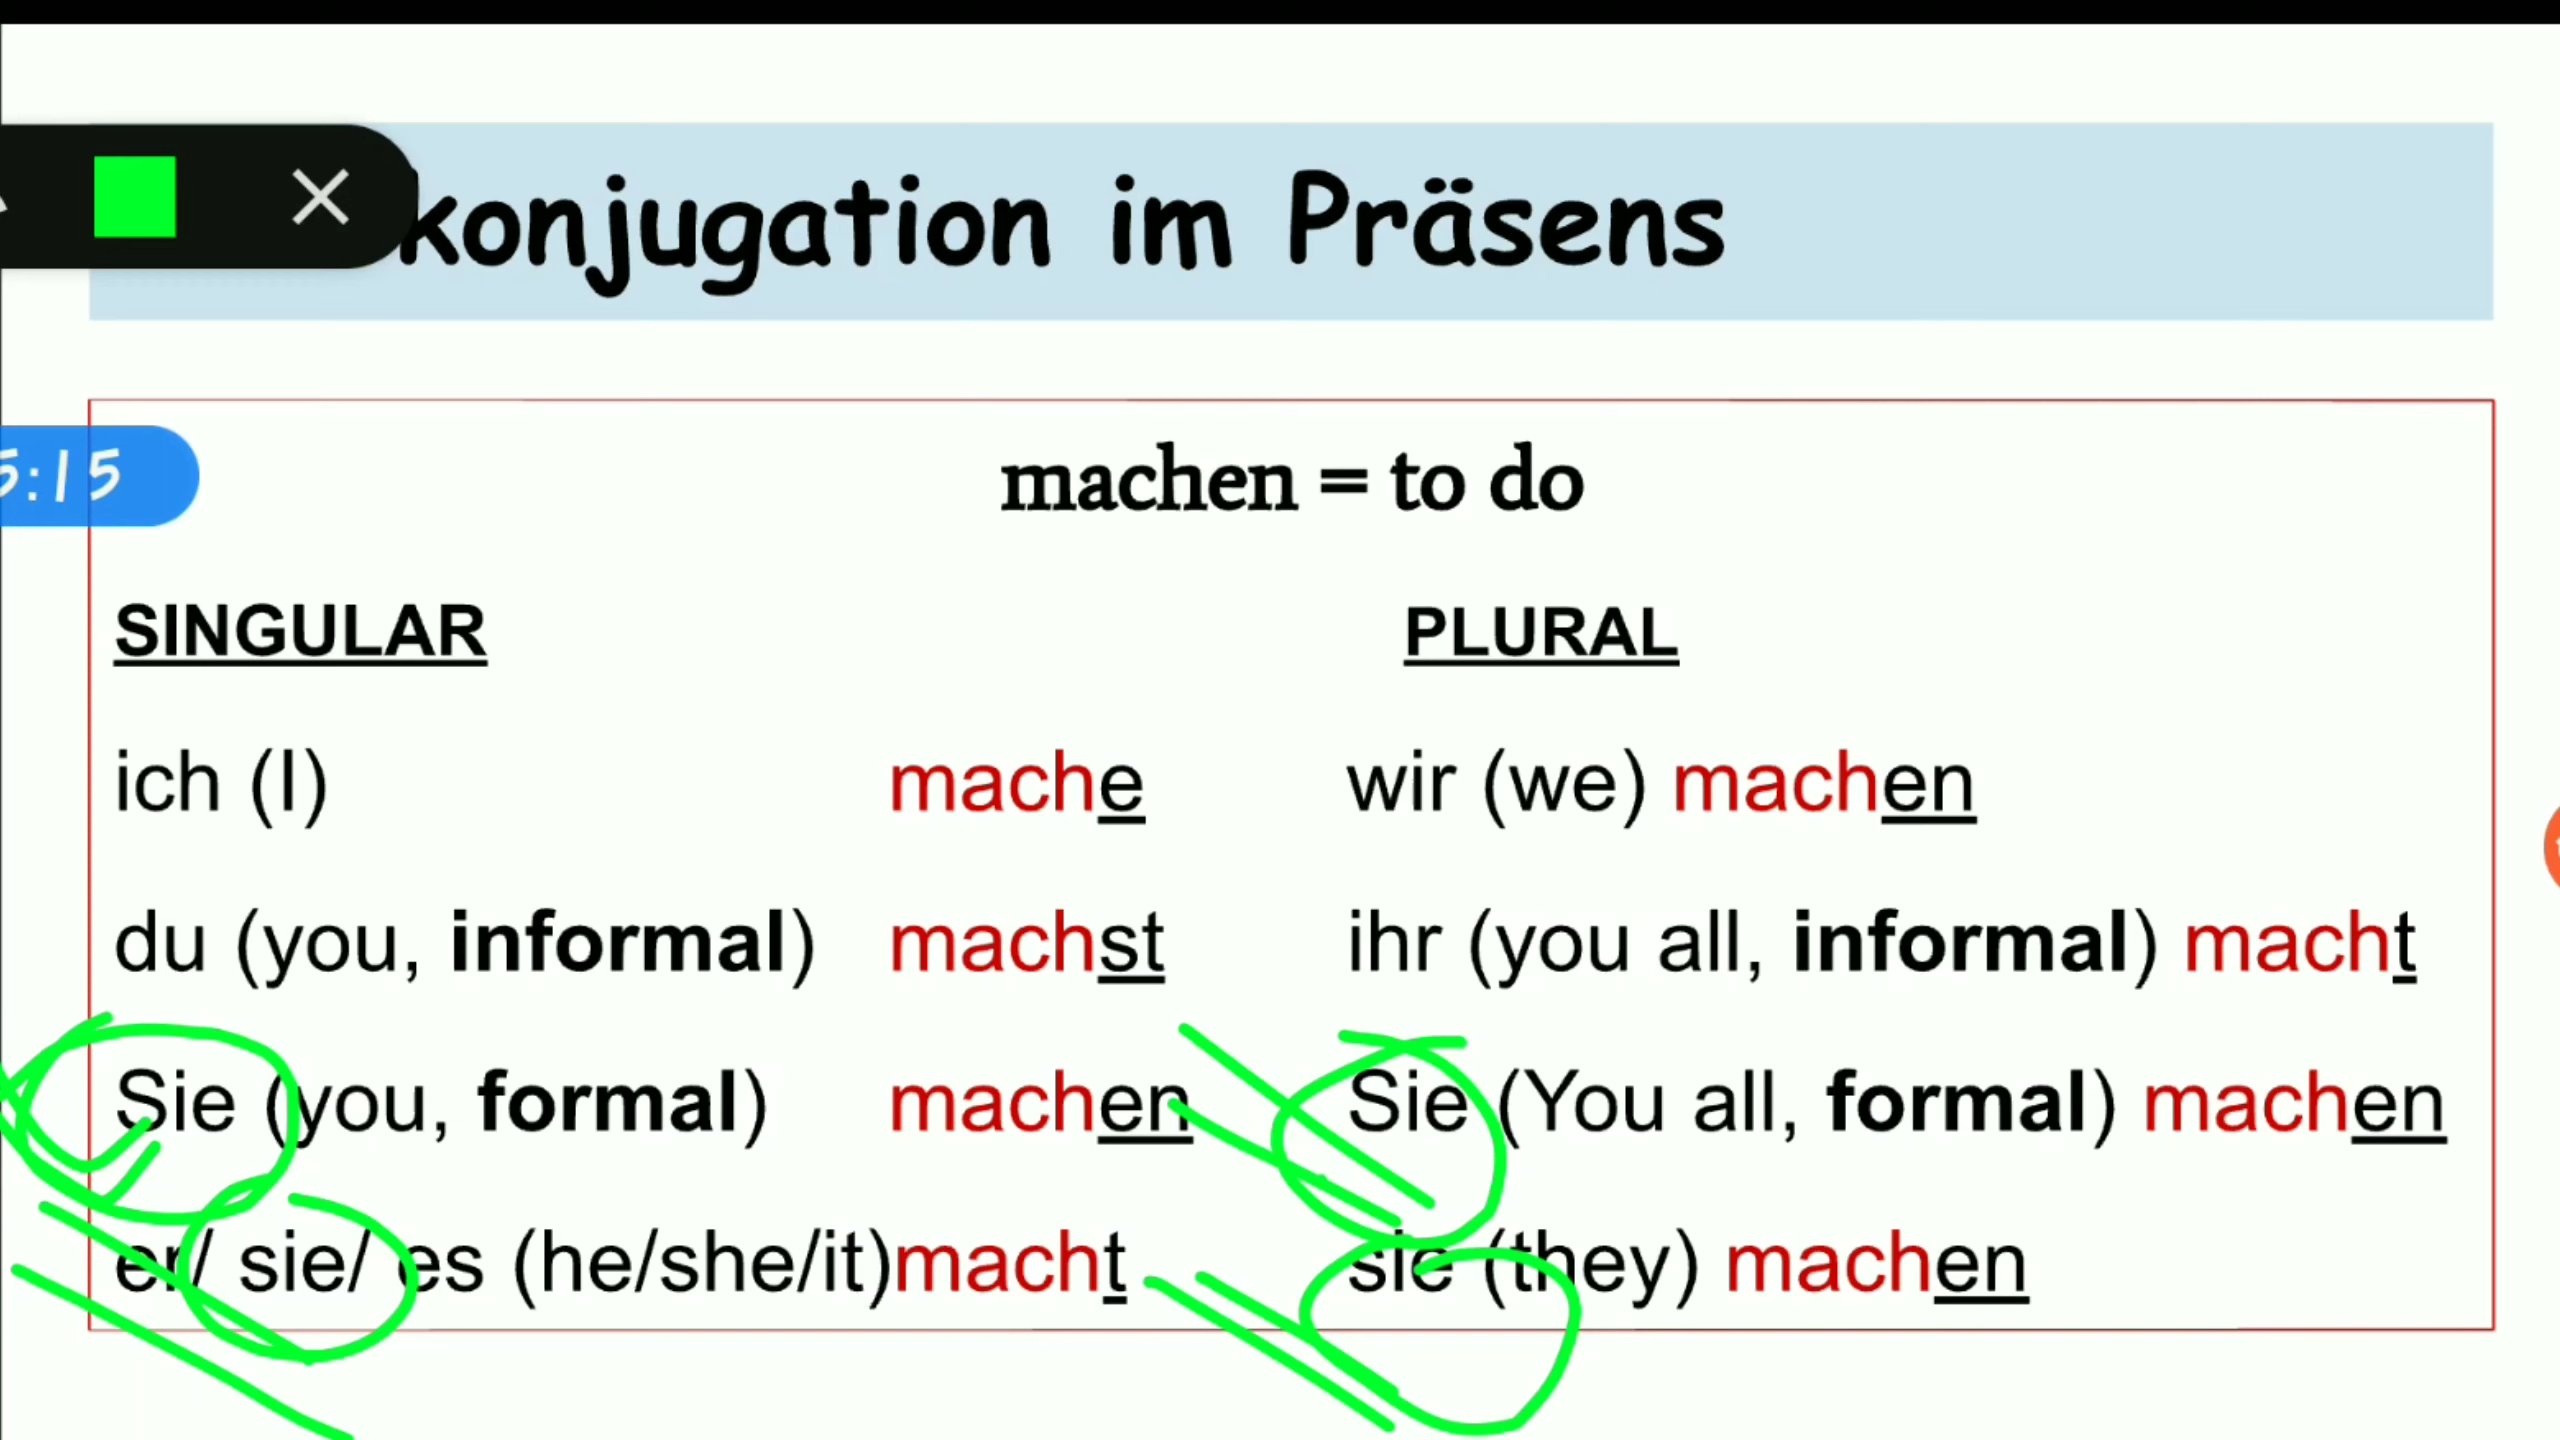 konjugation im Präsens
5:15
machen = to do
SINGULAR PLURAL
ich (I) mache wir (we) machen
du (you, informal) machst ihr (you all, informal) macht
Sie (you, formal) machen Sie (You all, formal) machen
er/ sie/ es (he/she/it)macht sie (they) machen